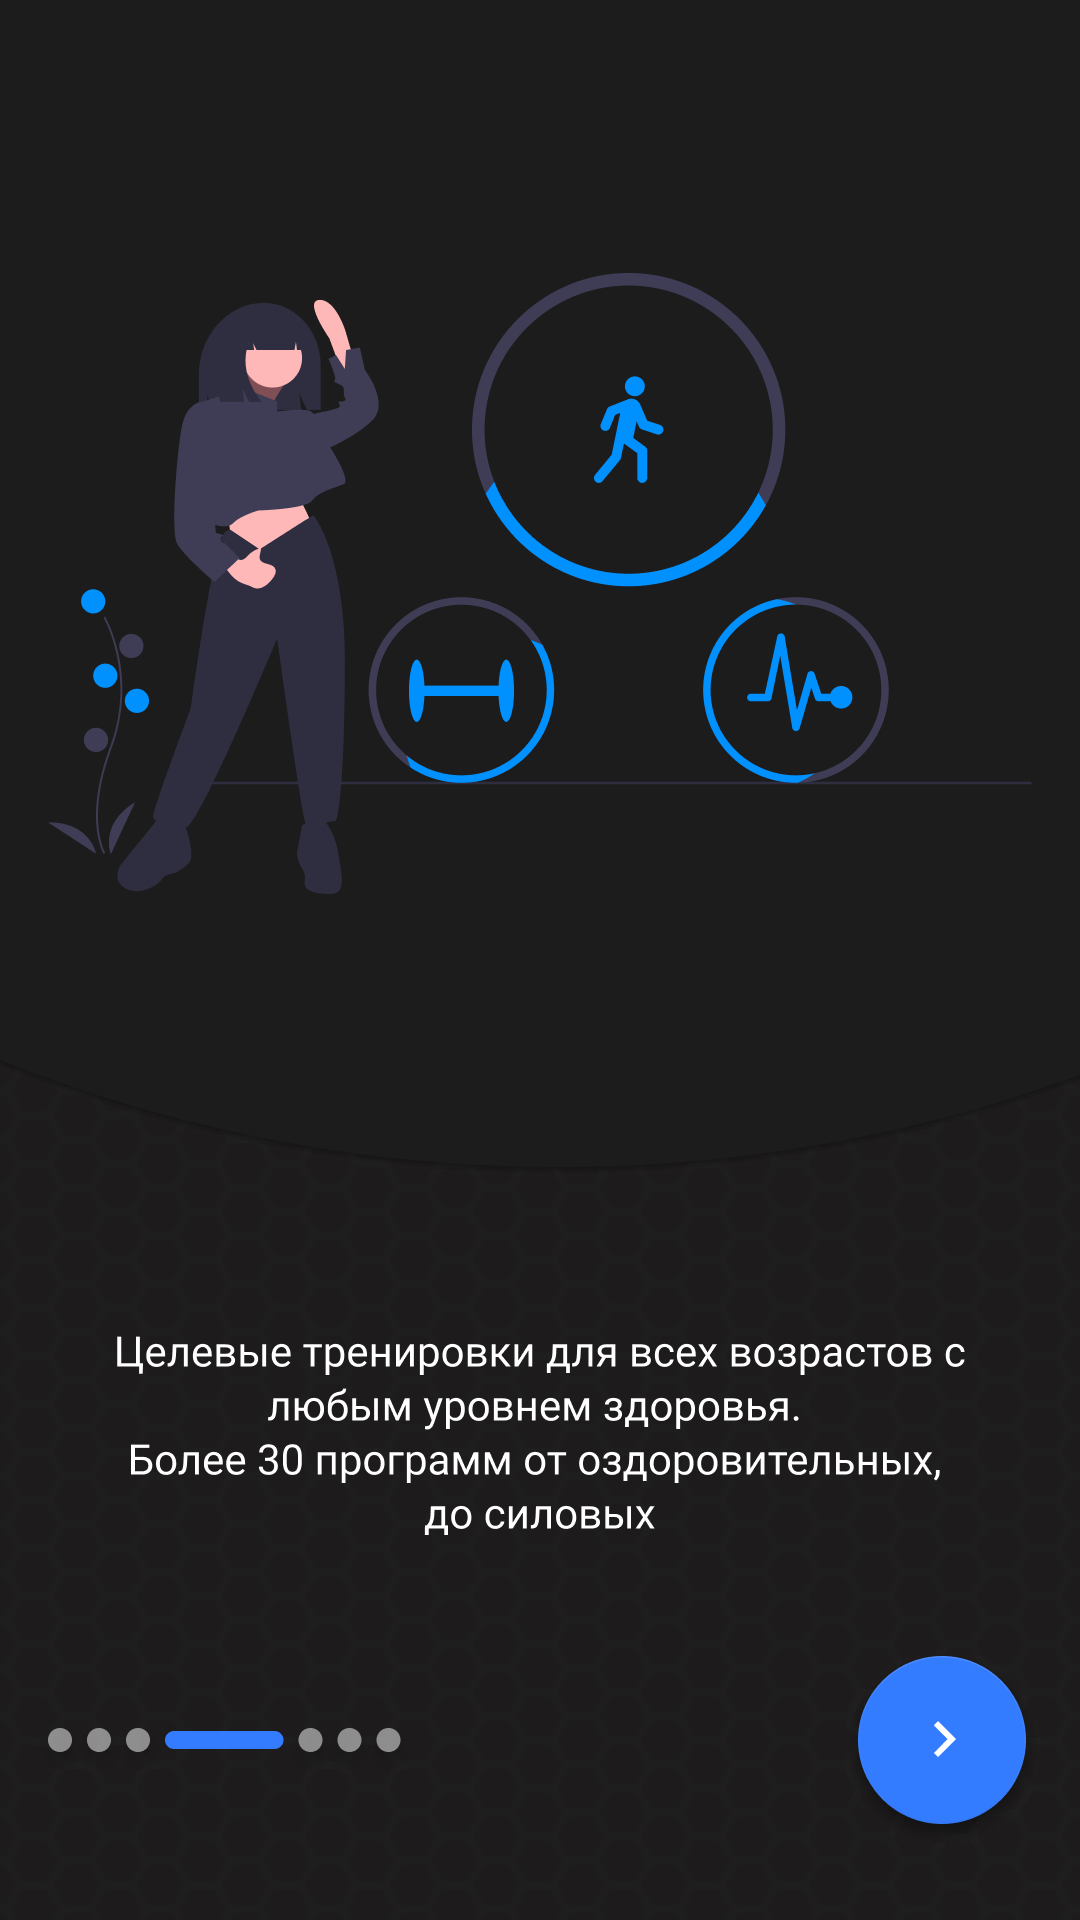 Целевые тренировки для всех возрастов с
любым уровнем здоровья.
Более 30 программ от оздоровительных,
до силовых